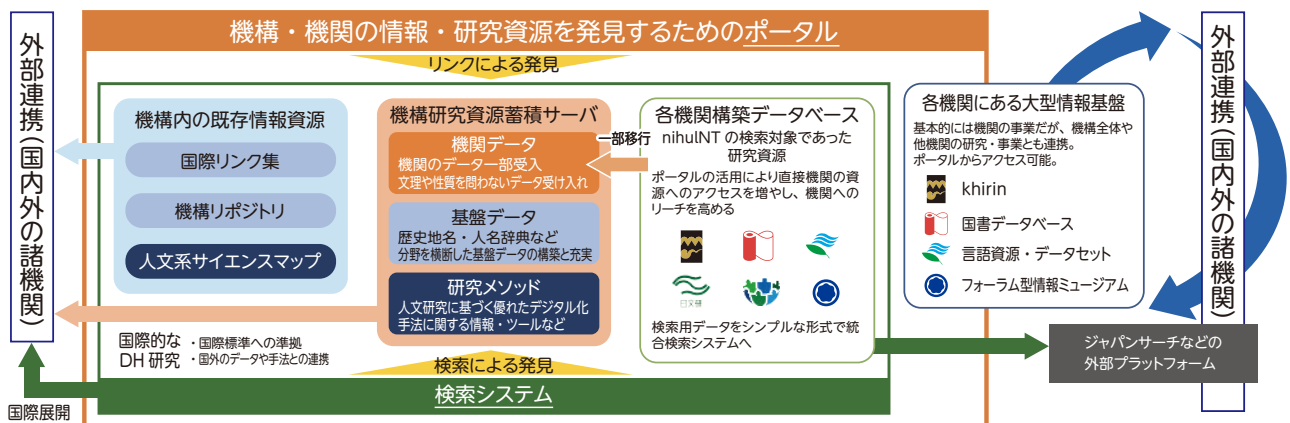 機構・機関の情報・研究資源を発見するためのポータル
リンクによる発見
外部連携（国内外の諸機関）
機構内の既存情報資源
国際リンク集
機構リポジトリ
人文系サイエンスマップ
国際的な
DH 研究
・国際標準への準拠
・国外のデータや手法との連携
機構研究資源蓄積サーバ
機関データ
機関のデータ一部受入
文理や性質を問わないデータ受け入れ
基盤データ
歴史地名・人名辞典など
分野を横断した基盤データの構築と充実
研究メソッド
人文研究に基づく優れたデジタル化
手法に関する情報・ツールなど
一部移行
各機関構築データベース
nihuINT の検索対象であった
研究資源
ポータルの活用により直接機関の資
源へのアクセスを増やし、機関への
リーチを高める
日文研
検索用データをシンプルな形式で統
合検索システムへ
検索による発見
検索システム
国際展開
各機関にある大型情報基盤
基本的には機関の事業だが、機構全体や
他機関の研究・事業とも連携。
ポータルからアクセス可能。
khirin
国書データベース
言語資源・データセット
フォーラム型情報ミュージアム
外部連携（国内外の諸機関）
ジャパンサーチなどの
外部プラットフォーム